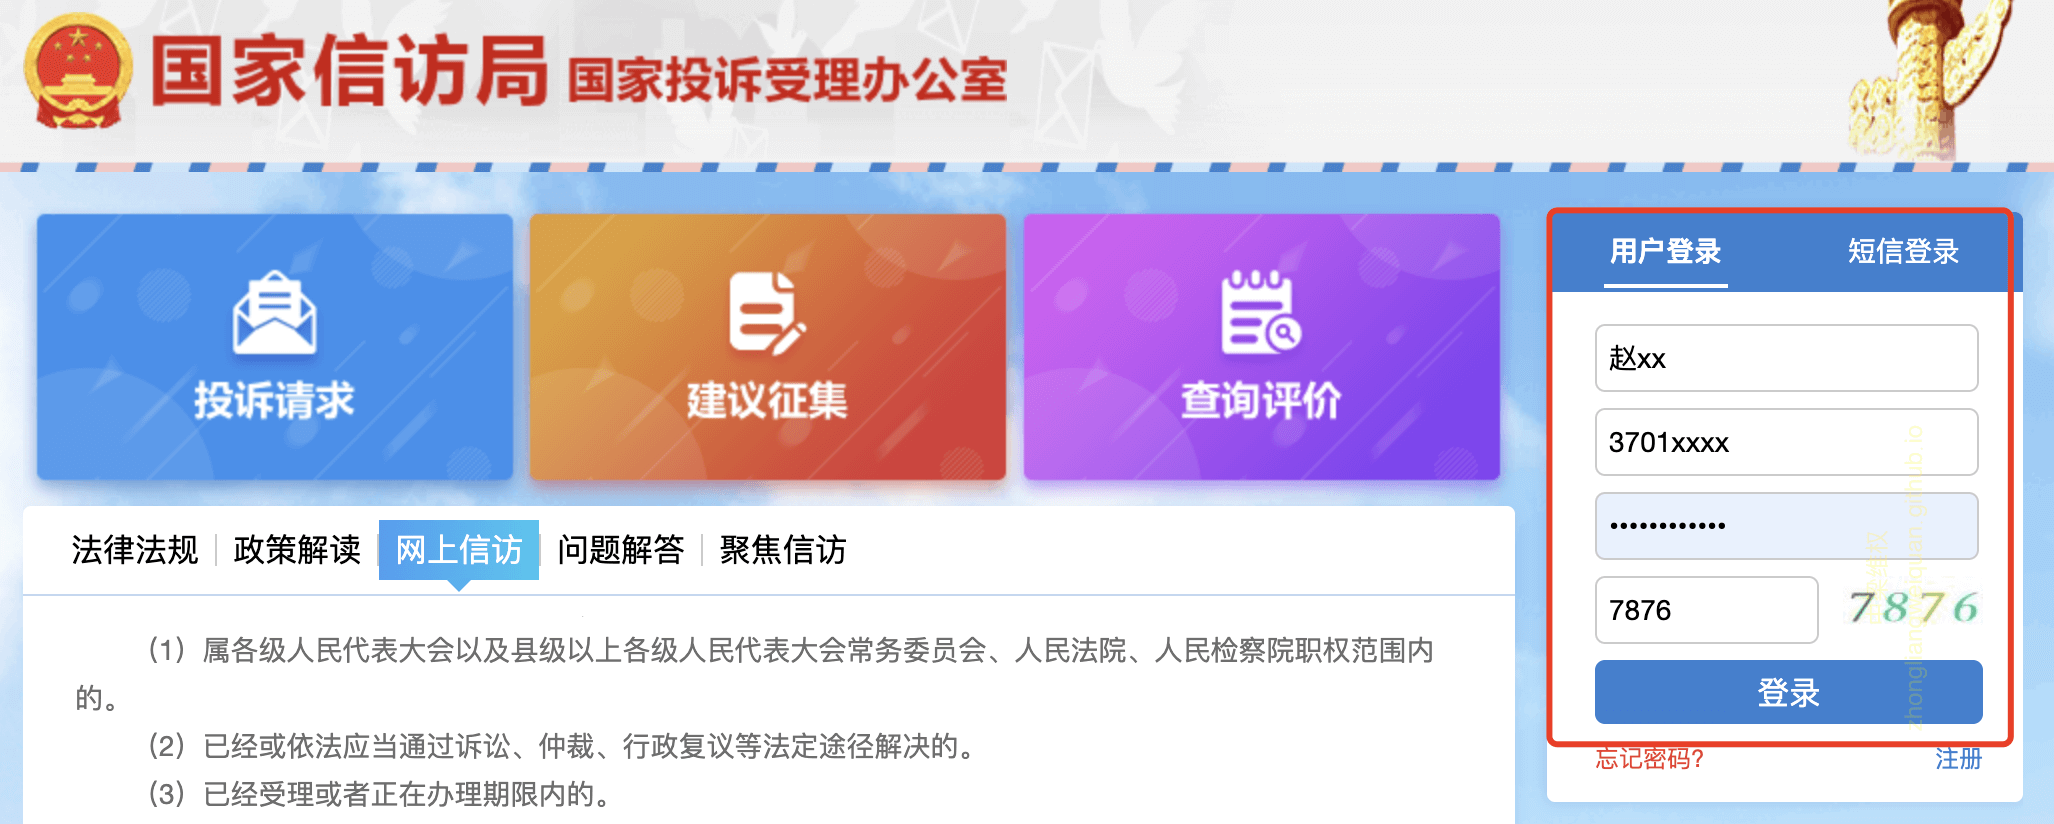 国家信访局 国家投诉受理办公室
投诉请求
建议征集
查询评价
用户登录 短信登录
赵xx
3701xxxx
••••••••••••
7876 7876
登录
忘记密码? 注册
法律法规 政策解读 网上信访 问题解答 聚焦信访
（1）属各级人民代表大会以及县级以上各级人民代表大会常务委员会、人民法院、人民检察院职权范围内
的。
（2）已经或依法应当通过诉讼、仲裁、行政复议等法定途径解决的。
（3）已经受理或者正在办理期限内的。
zhongliangliquan.github.io